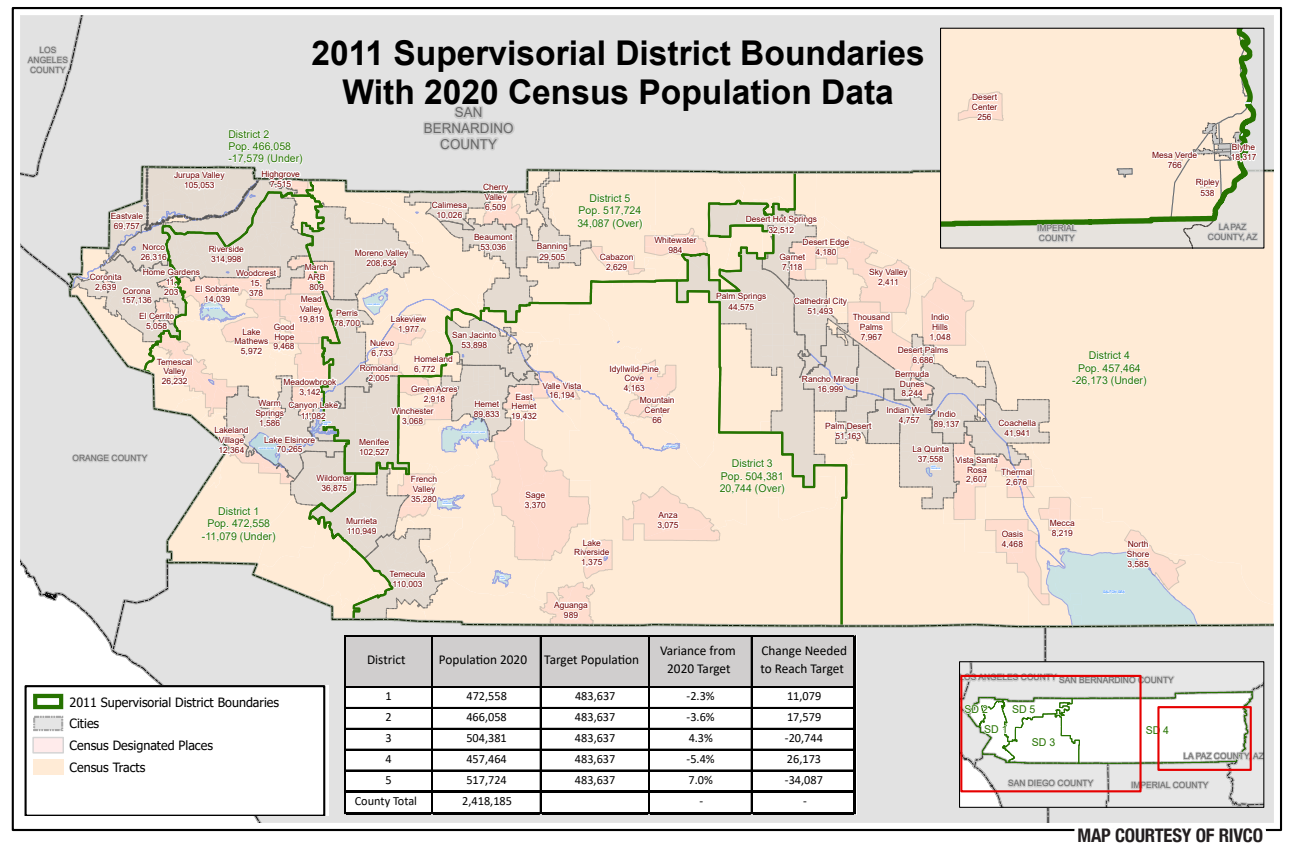 2011 Supervisorial District Boundaries
With 2020 Census Population Data
LOS
ANGELES
COUNTY
SAN
BERNARDINO
COUNTY
District 2
Pop. 466,058
-17,579 (Under)
Jurupa Valley
105,053
Highgrove
7,515
Eastvale
69,757
Norco
26,316
Riverside
314,998
Coronita
2,639
Home Gardens
11,
203
Corona
157,136
El Cerrito
5,058
El Sobrante
14,039
Woodcrest
15,
378
March
ARB
809
Mead
Valley
19,819
Lake
Mathews
5,972
Good
Hope
9,468
Temescal
Valley
26,232
Meadowbrook
3,142
Warm
Springs
1,586
Canyon Lake
11,082
Lakeland
Village
12,364
Lake Elsinore
70,265
Wildomar
36,875
ORANGE COUNTY
District 1
Pop. 472,558
-11,079 (Under)
Moreno Valley
208,634
Perris
78,700
Lakeview
1,977
Nuevo
6,733
Romoland
2,005
Homeland
6,772
Green Acres
2,918
Winchester
3,068
Menifee
102,527
French
Valley
35,280
Murrieta
110,949
Temecula
110,003
Calimesa
10,026
Cherry
Valley
6,509
Beaumont
53,036
Banning
29,505
District 5
Pop. 517,724
34,087 (Over)
Cabazon
2,629
Whitewater
984
San Jacinto
53,898
Hemet
89,833
East
Hemet
19,432
Valle Vista
16,194
Idyllwild-Pine
Cove
4,163
Mountain
Center
66
Sage
3,370
Anza
3,075
Lake
Riverside
1,375
Aguanga
989
District 3
Pop. 504,381
20,744 (Over)
Desert Hot Springs
32,512
Desert Edge
4,180
Garnet
7,118
Sky Valley
2,411
Palm Springs
44,575
Cathedral City
51,493
Thousand
Palms
7,967
Indio
Hills
1,048
Desert Palms
6,686
Rancho Mirage
16,999
Bermuda
Dunes
8,244
Indian Wells
4,757
Indio
89,137
Palm Desert
51,163
Coachella
41,941
La Quinta
37,558
Vista Santa
Rosa
2,607
Thermal
2,676
Oasis
4,468
Mecca
8,219
North
Shore
3,585
District 4
Pop. 457,464
-26,173 (Under)
Desert
Center
256
Mesa Verde
766
Blythe
18,317
Ripley
538
IMPERIAL
COUNTY
LA PAZ
COUNTY, AZ
2011 Supervisorial District Boundaries
Cities
Census Designated Places
Census Tracts
District Population 2020 Target Population Variance from 2020 Target Change Needed to Reach Target
1 472,558 483,637 -2.3% 11,079
2 466,058 483,637 -3.6% 17,579
3 504,381 483,637 4.3% -20,744
4 457,464 483,637 -5.4% 26,173
5 517,724 483,637 7.0% -34,087
County Total 2,418,185 - -
LOS ANGELES COUNTY
SAN BERNARDINO COUNTY
SD 2
SD 5
SD 1
SD 3
SD 4
LA PAZ COUNTY, AZ
SAN DIEGO COUNTY
IMPERIAL COUNTY
MAP COURTESY OF RIVCO